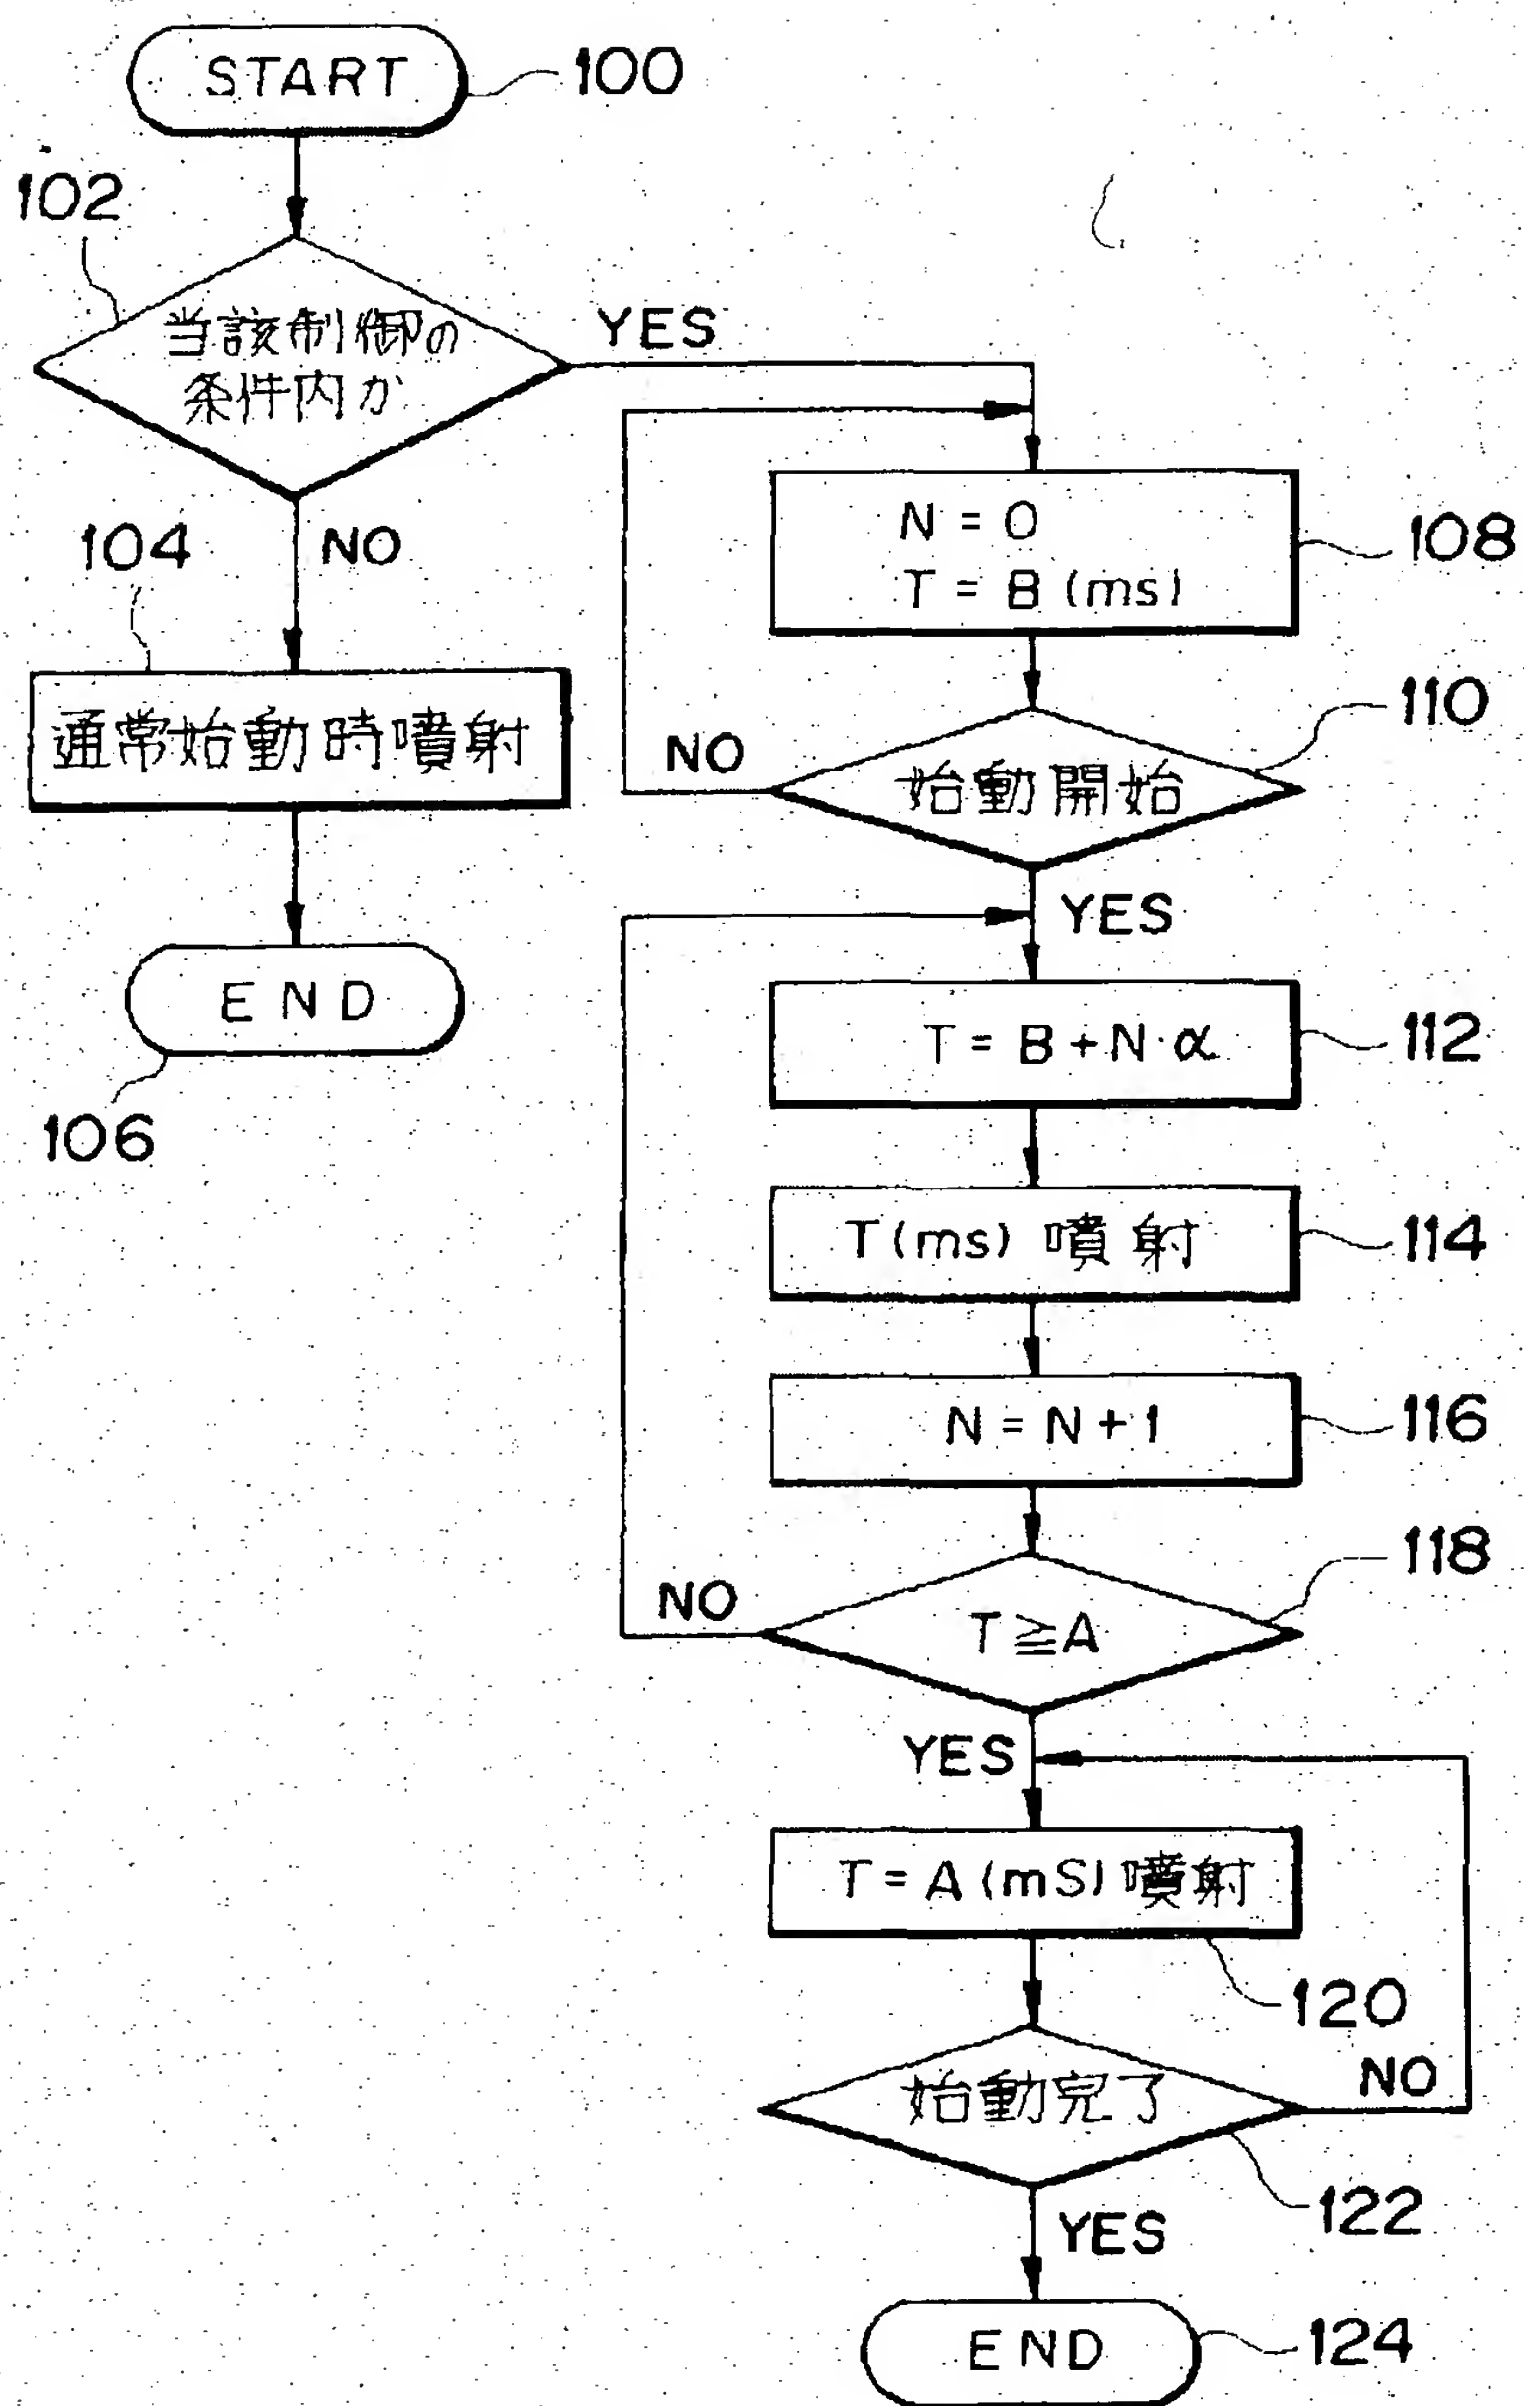 START
100
102
当該制御の
条件内か
YES
NO
104
通常始動時噴射
END
106
N = 0
T = B (ms)
108
110
始動開始
NO
YES
T = B + N・α
112
T (ms) 噴射
114
N = N + 1
116
118
T ≧ A
NO
YES
T = A (mS) 噴射
120
始動完了
NO
122
YES
END
124